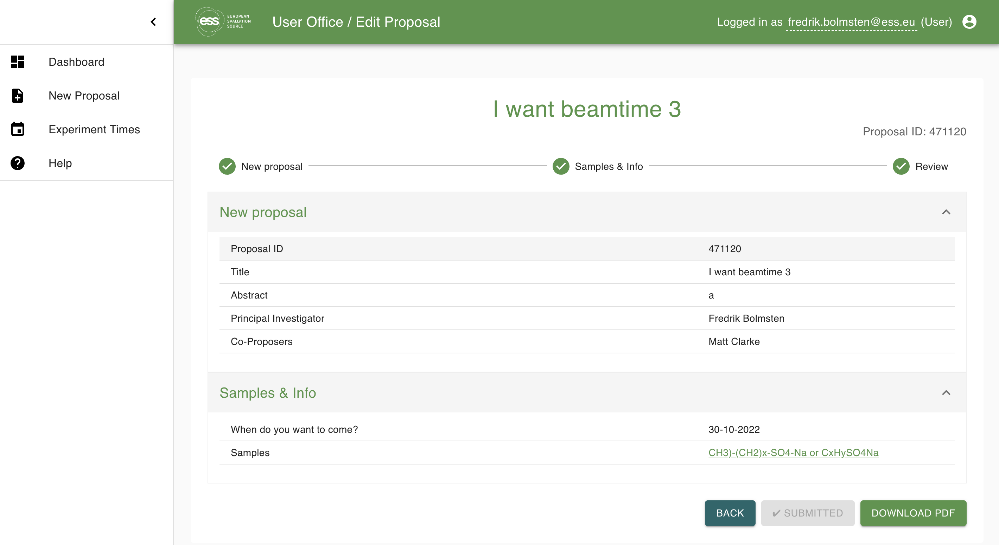 ess EUROPEAN
SPALLATION
SOURCE
User Office / Edit Proposal
Logged in as fredrik.bolmsten@ess.eu (User)
Dashboard
New Proposal
Experiment Times
Help
I want beamtime 3
Proposal ID: 471120
New proposal
Samples & Info
Review
New proposal
Proposal ID 471120
Title I want beamtime 3
Abstract a
Principal Investigator Fredrik Bolmsten
Co-Proposers Matt Clarke
Samples & Info
When do you want to come? 30-10-2022
Samples CH3)-(CH2)x-SO4-Na or CxHySO4Na
BACK
✔ SUBMITTED
DOWNLOAD PDF